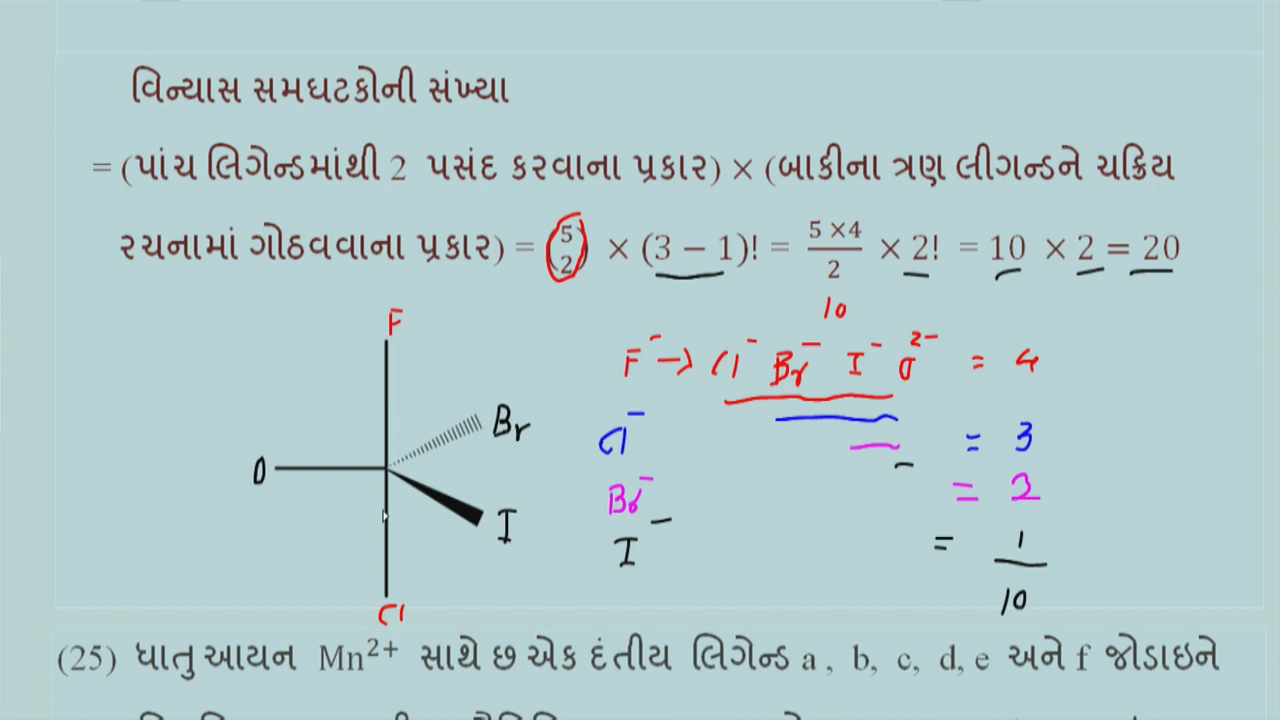 વિન્યાસ સમઘટકોની સંખ્યા
= (પાંચ લિગેન્ડમાંથી 2 પસંદ કરવાના પ્રકાર) × (બાકીના ત્રણ લીગન્ડને ચક્રિય
રચનામાં ગોઠવવાના પ્રકાર) = (5 2) × (3 − 1)! = 5 ×4 / 2 × 2! = 10 × 2 = 20
10
F
F⁻ → Cl⁻ Br⁻ I⁻ O²⁻ = 4
Br
Cl⁻ = 3
O
Br⁻ = 2
I
I⁻ = 1
Cl
10
(25) ધાતુ આયન Mn²⁺ સાથે છ એક દંતીય લિગેન્ડ a , b, c, d, e અને f જોડાઇને